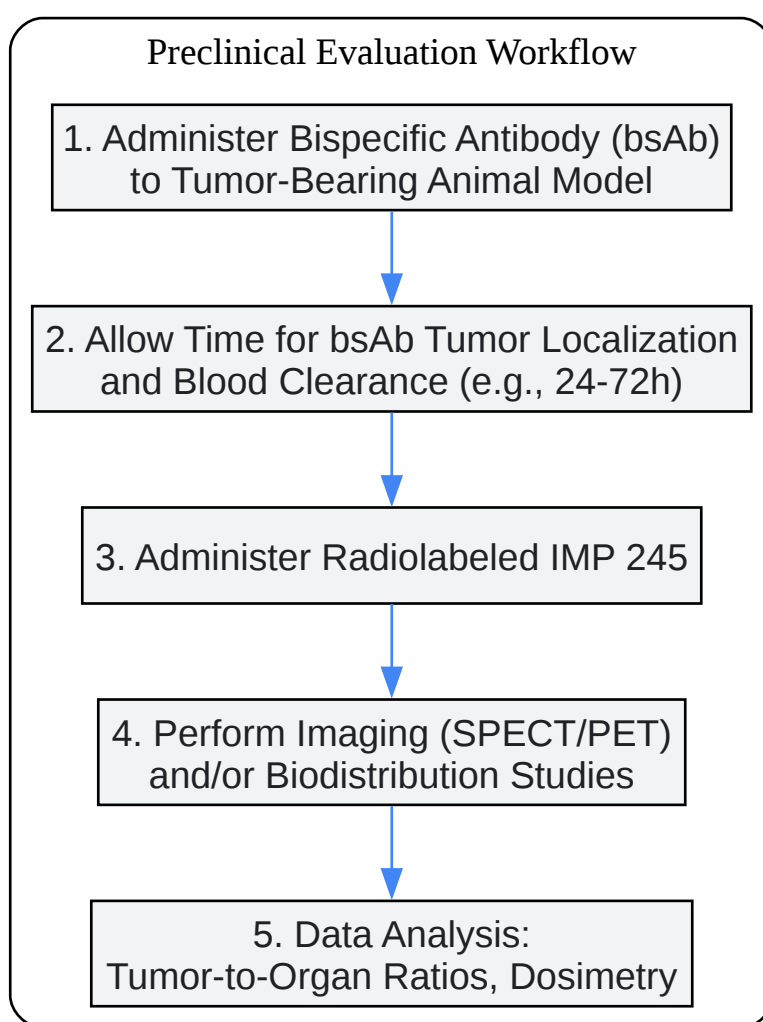 Preclinical Evaluation Workflow
1. Administer Bispecific Antibody (bsAb)
to Tumor-Bearing Animal Model
2. Allow Time for bsAb Tumor Localization
and Blood Clearance (e.g., 24-72h)
3. Administer Radiolabeled IMP 245
4. Perform Imaging (SPECT/PET)
and/or Biodistribution Studies
5. Data Analysis:
Tumor-to-Organ Ratios, Dosimetry